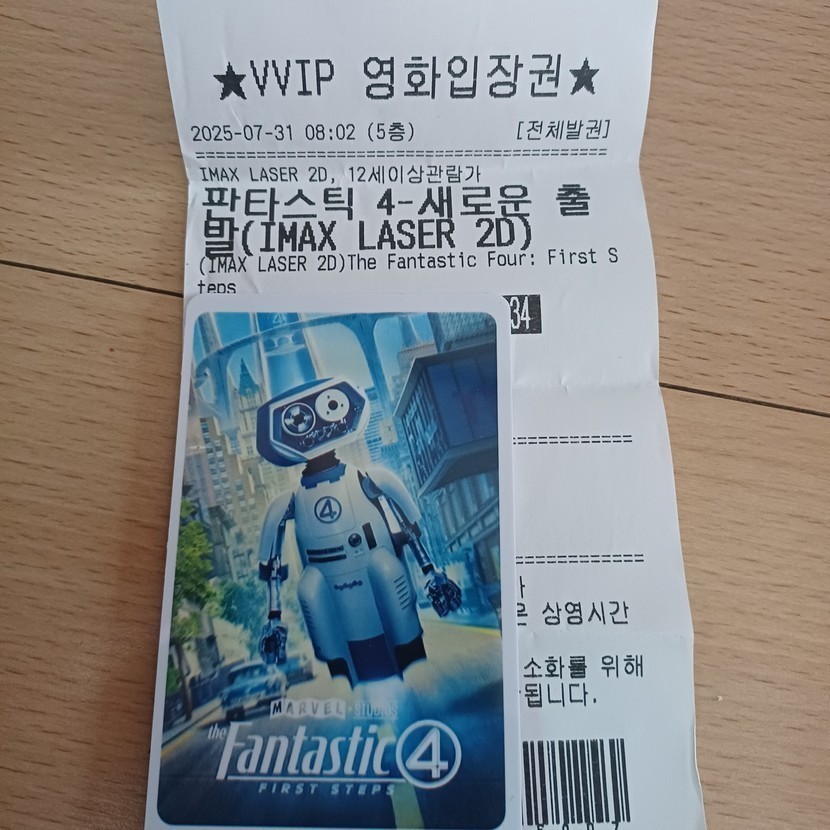 ★VVIP 영화입장권★
2025-07-31 08:02 (5층) [전체발권]
IMAX LASER 2D, 12세이상관람가
판타스틱 4-새로운 출
발(IMAX LASER 2D)
(IMAX LASER 2D)The Fantastic Four: First S
teps
34
4
은 상영시간
소화를 위해
됩니다.
MARVEL STUDIOS
the Fantastic 4
FIRST STEPS